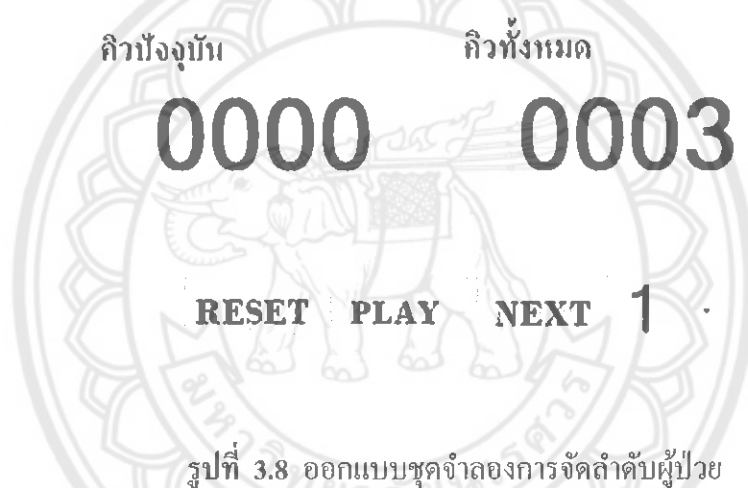 คิวปัจจุบัน คิวทั้งหมด
0000 0003
RESET PLAY NEXT 1
รูปที่ 3.8 ออกแบบชุดจำลองการจัดลำดับผู้ป่วย